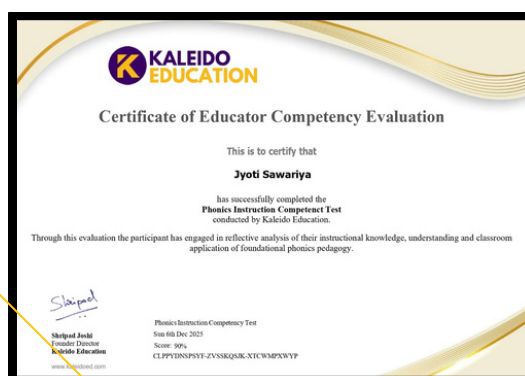 KALEIDO
EDUCATION
Certificate of Educator Competency Evaluation
This is to certify that
Jyoti Sawariya
has successfully completed the
Phonics Instruction Competenct Test
conducted by Kaleido Education.
Through this evaluation the participant has engaged in reflective analysis of their instructional knowledge, understanding and classroom
application of foundational phonics pedagogy.
Shripad
Shripad Joshi
Founder Director
Kaleido Education
www.kaleidoed.com
Phonics Instruction Competency Test
Sun 6th Dec 2025
Score: 90%
CLPPYDNSPSYF-ZVSSKQSJK-XTCWMPXWYP